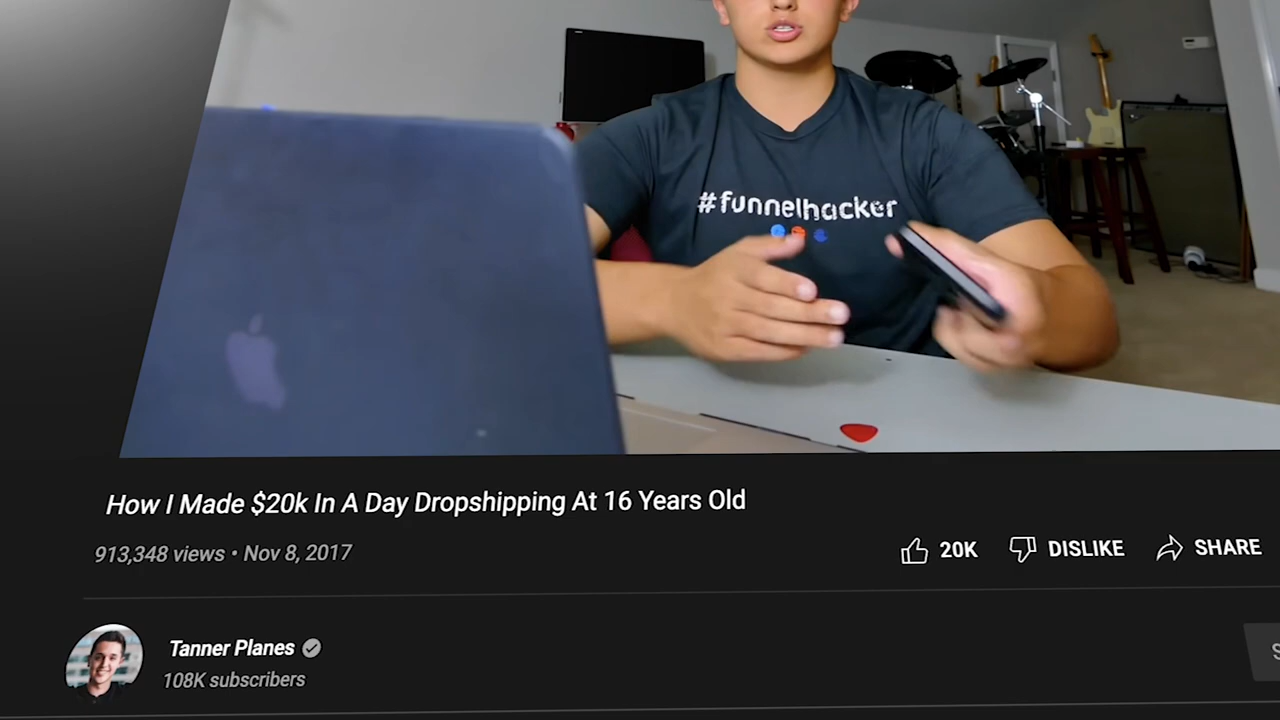 #funnelhacker
How I Made $20k In A Day Dropshipping At 16 Years Old
913,348 views • Nov 8, 2017
20K
DISLIKE
SHARE
Tanner Planes
108K subscribers